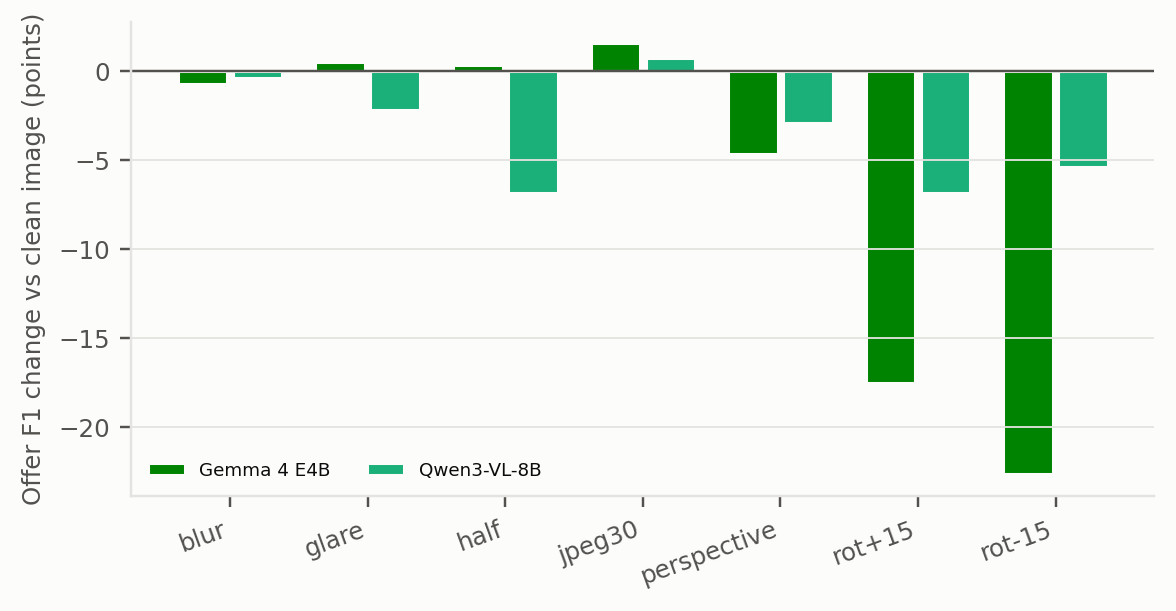 Offer F1 change vs clean image (points)
0
−5
−10
−15
−20
Gemma 4 E4B
Qwen3-VL-8B
blur
glare
half
jpeg30
perspective
rot+15
rot-15